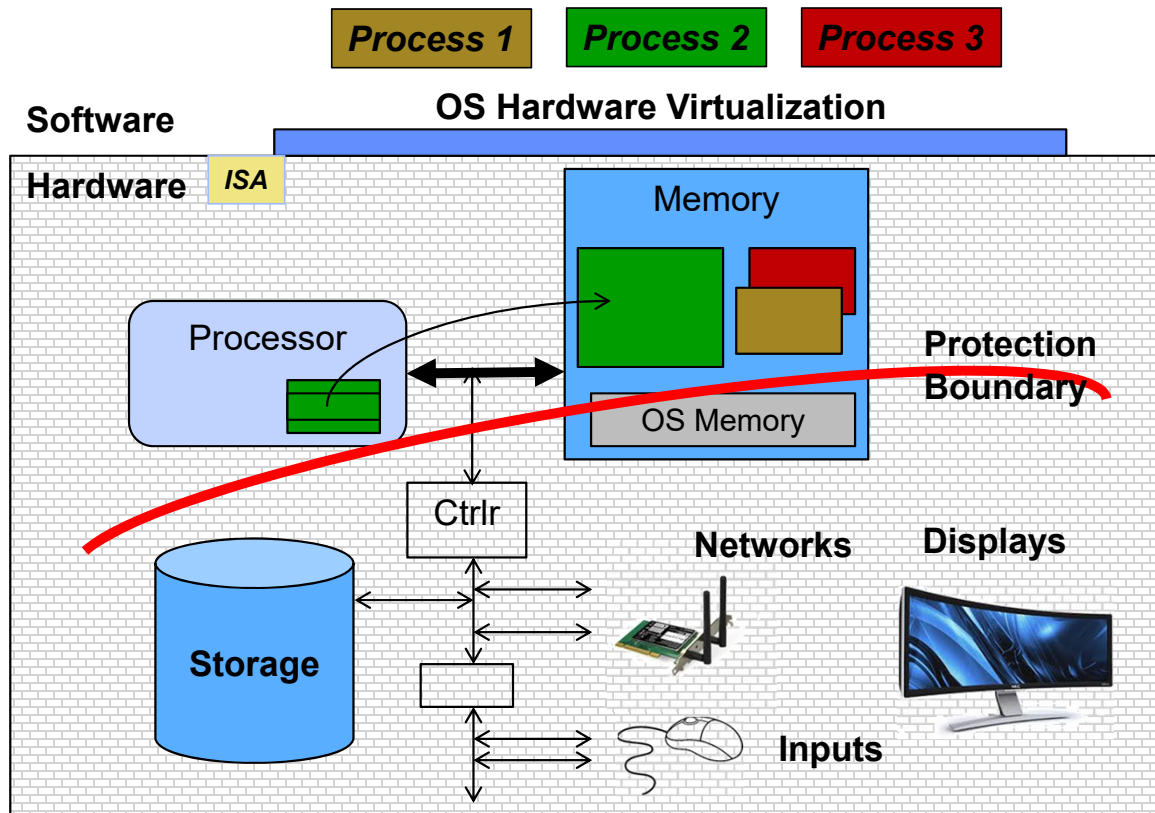 Process 1
Process 2
Process 3
OS Hardware Virtualization
Software
Hardware
ISA
Memory
Processor
Protection
Boundary
OS Memory
Ctrlr
Networks
Displays
Storage
Inputs